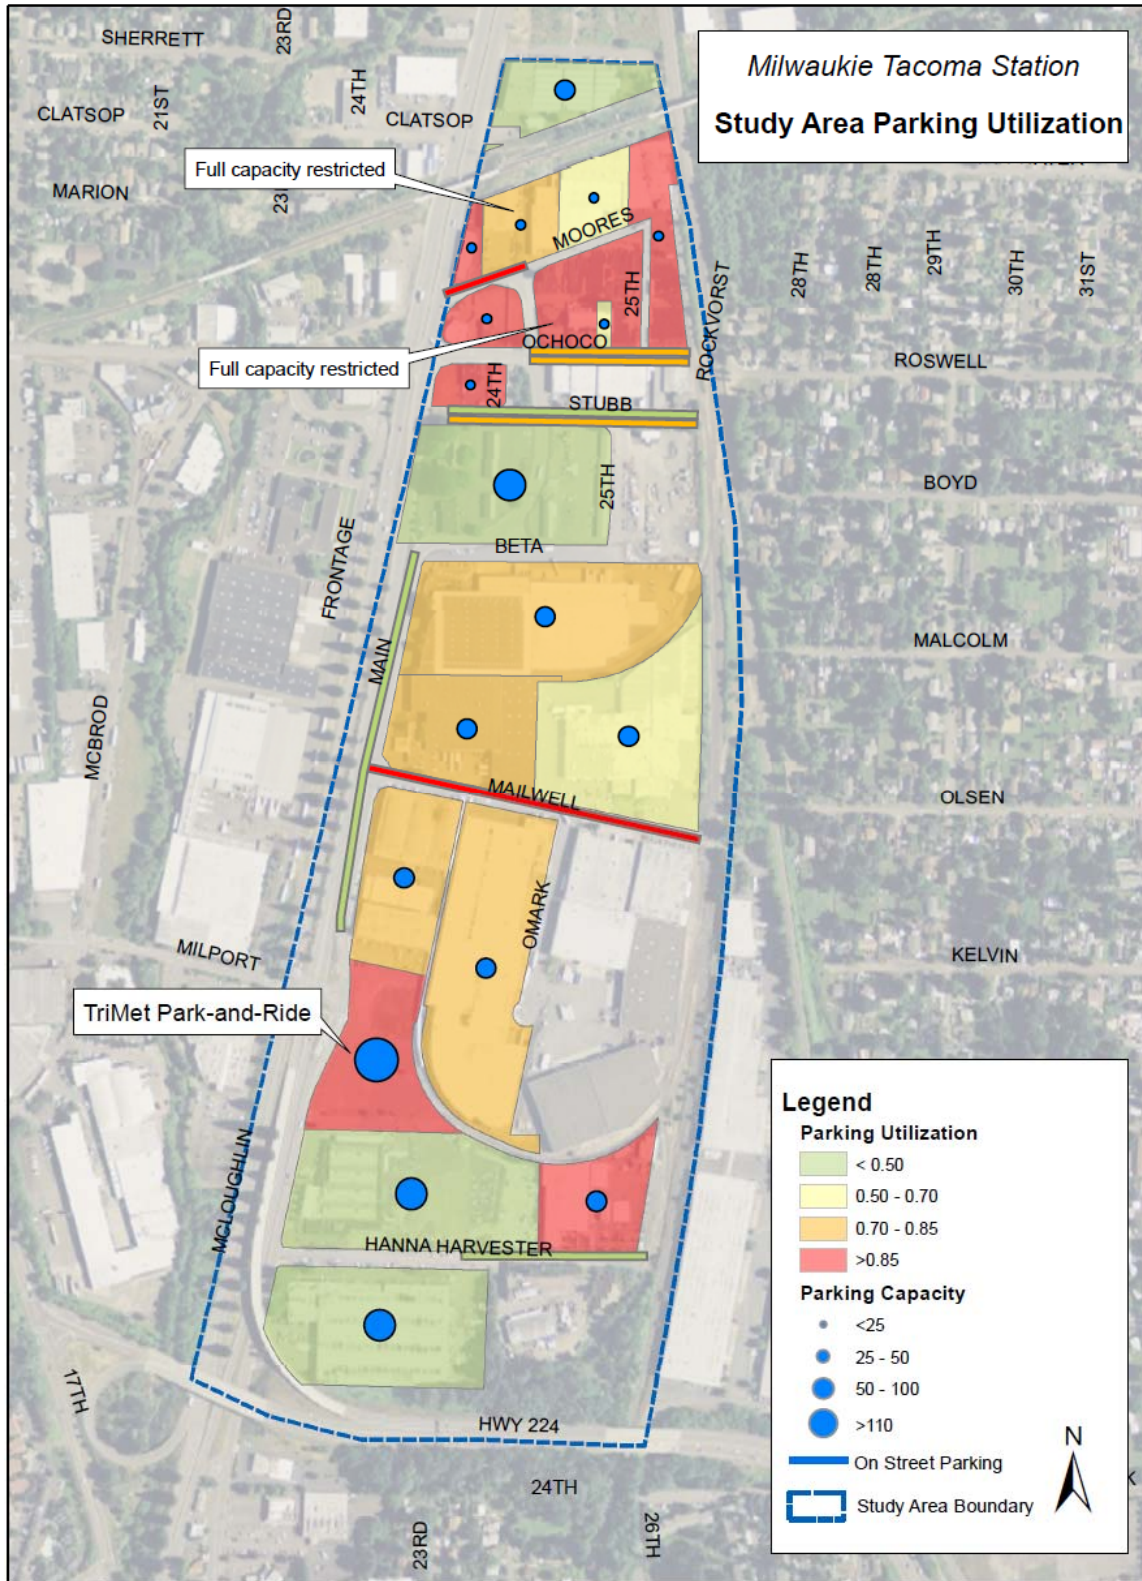 SHERRETT
23RD
Milwaukie Tacoma Station
Study Area Parking Utilization
CLATSOP
21ST
24TH
CLATSOP
Full capacity restricted
MARION
MOORES
25TH
28TH
28TH
29TH
30TH
31ST
ROCKVORST
OCHOCO
Full capacity restricted
24TH
ROSWELL
STUBB
25TH
BOYD
BETA
FRONTAGE
MAIN
MALCOLM
MCBROD
MAILWELL
OLSEN
OMARK
MILPORT
KELVIN
TriMet Park-and-Ride
MCLOUGHLIN
HANNA HARVESTER
Legend
Parking Utilization
< 0.50
0.50 - 0.70
0.70 - 0.85
>0.85
Parking Capacity
<25
25 - 50
50 - 100
>110
On Street Parking
Study Area Boundary
N
17TH
HWY 224
24TH
23RD
26TH